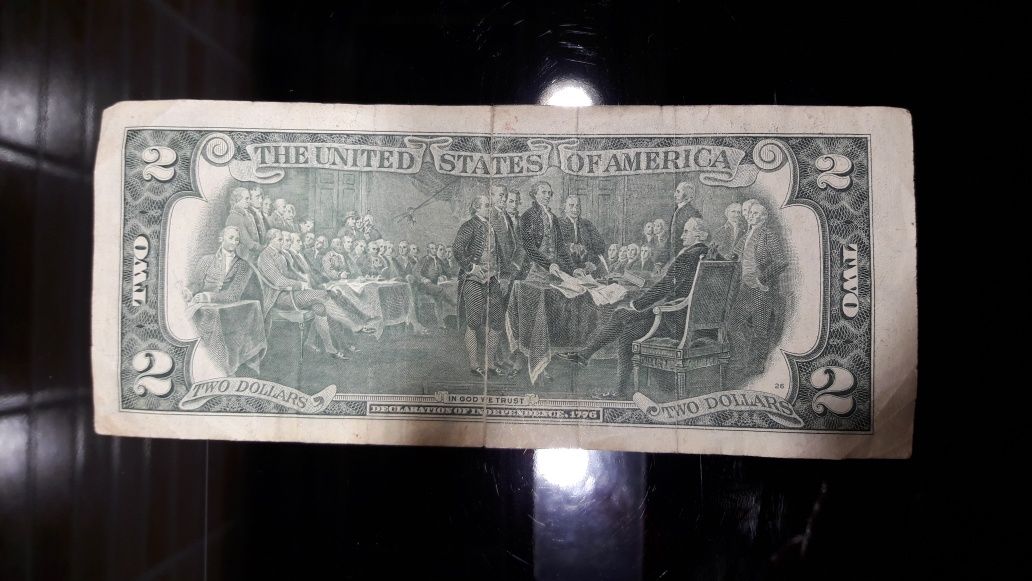 2 THE UNITED STATES OF AMERICA 2
TWO TWO
2 TWO DOLLARS IN GOD WE TRUST TWO DOLLARS 2
26
DECLARATION OF INDEPENDENCE, 1776